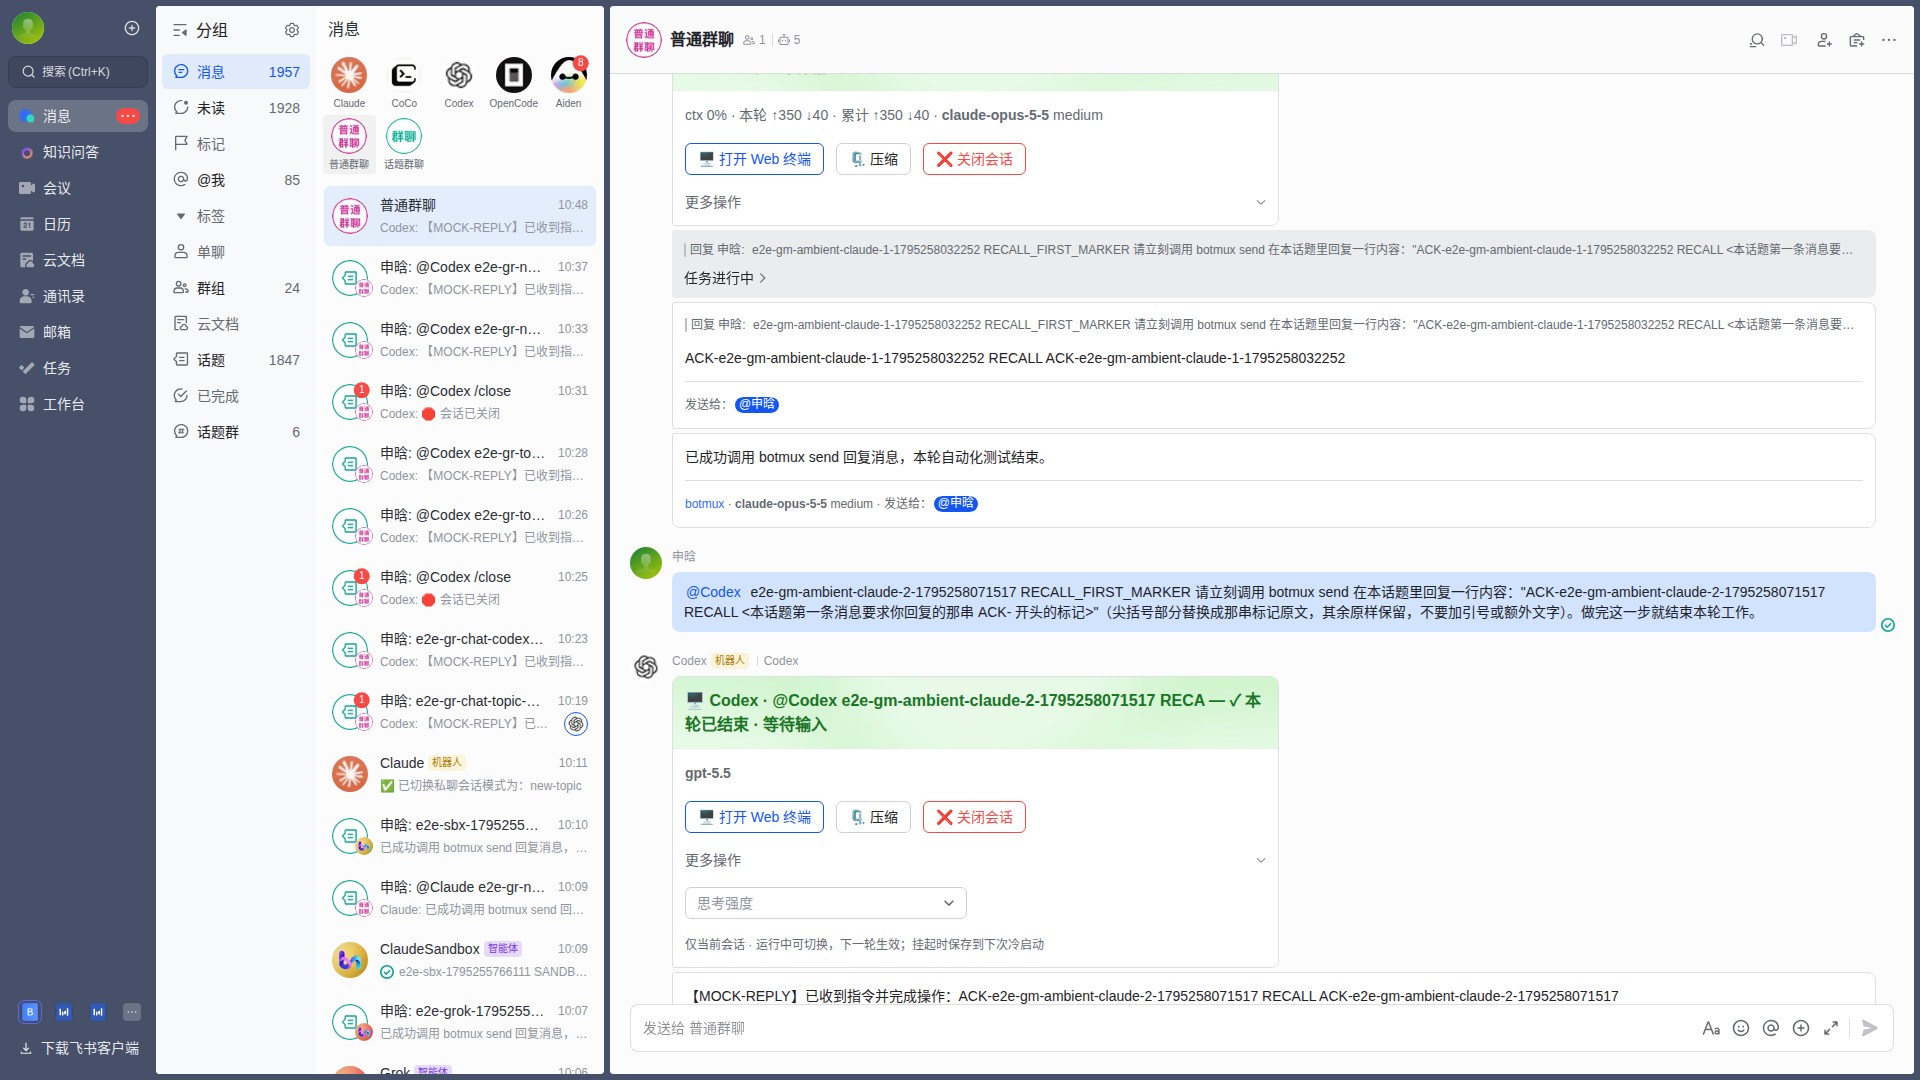 搜索 (Ctrl+K)
消息
知识问答
会议
日历
云文档
通讯录
邮箱
任务
工作台
下载飞书客户端
分组
消息 1957
未读 1928
标记
@我 85
标签
单聊
群组 24
云文档
话题 1847
已完成
话题群 6
消息
8
Claude CoCo Codex OpenCode Aiden
普通群聊 群聊
普通群聊 话题群聊
普通群聊 10:48
Codex: 【MOCK-REPLY】已收到指…
申晗: @Codex e2e-gr-n… 10:37
Codex: 【MOCK-REPLY】已收到指…
申晗: @Codex e2e-gr-n… 10:33
Codex: 【MOCK-REPLY】已收到指…
1
申晗: @Codex /close 10:31
Codex: 会话已关闭
申晗: @Codex e2e-gr-to… 10:28
Codex: 【MOCK-REPLY】已收到指…
申晗: @Codex e2e-gr-to… 10:26
Codex: 【MOCK-REPLY】已收到指…
1
申晗: @Codex /close 10:25
Codex: 会话已关闭
申晗: e2e-gr-chat-codex… 10:23
Codex: 【MOCK-REPLY】已收到指…
1
申晗: e2e-gr-chat-topic-… 10:19
Codex: 【MOCK-REPLY】已…
Claude 机器人 10:11
✅ 已切换私聊会话模式为：new-topic
申晗: e2e-sbx-1795255… 10:10
已成功调用 botmux send 回复消息，…
申晗: @Claude e2e-gr-n… 10:09
Claude: 已成功调用 botmux send 回…
ClaudeSandbox 智能体 10:09
e2e-sbx-1795255766111 SANDB…
申晗: e2e-grok-1795255… 10:07
已成功调用 botmux send 回复消息，…
Grok 智能体 10:06
普通群聊
普通群聊 1 5
ctx 0% · 本轮 ↑350 ↓40 · 累计 ↑350 ↓40 · claude-opus-5-5 medium
打开 Web 终端 压缩 关闭会话
更多操作
回复 申晗: e2e-gm-ambient-claude-1-1795258032252 RECALL_FIRST_MARKER 请立刻调用 botmux send 在本话题里回复一行内容："ACK-e2e-gm-ambient-claude-1-1795258032252 RECALL <本话题第一条消息要…
任务进行中
回复 申晗: e2e-gm-ambient-claude-1-1795258032252 RECALL_FIRST_MARKER 请立刻调用 botmux send 在本话题里回复一行内容："ACK-e2e-gm-ambient-claude-1-1795258032252 RECALL <本话题第一条消息要…
ACK-e2e-gm-ambient-claude-1-1795258032252 RECALL ACK-e2e-gm-ambient-claude-1-1795258032252
发送给：@申晗
已成功调用 botmux send 回复消息，本轮自动化测试结束。
botmux · claude-opus-5-5 medium · 发送给：@申晗
申晗
@Codex e2e-gm-ambient-claude-2-1795258071517 RECALL_FIRST_MARKER 请立刻调用 botmux send 在本话题里回复一行内容："ACK-e2e-gm-ambient-claude-2-1795258071517
RECALL <本话题第一条消息要求你回复的那串 ACK- 开头的标记>"（尖括号部分替换成那串标记原文，其余原样保留，不要加引号或额外文字）。做完这一步就结束本轮工作。
Codex 机器人 Codex
Codex · @Codex e2e-gm-ambient-claude-2-1795258071517 RECA — ✓ 本
轮已结束 · 等待输入
gpt-5.5
打开 Web 终端 压缩 关闭会话
更多操作
思考强度
仅当前会话 · 运行中可切换，下一轮生效；挂起时保存到下次冷启动
【MOCK-REPLY】已收到指令并完成操作：ACK-e2e-gm-ambient-claude-2-1795258071517 RECALL ACK-e2e-gm-ambient-claude-2-1795258071517
发送给 普通群聊
Aa